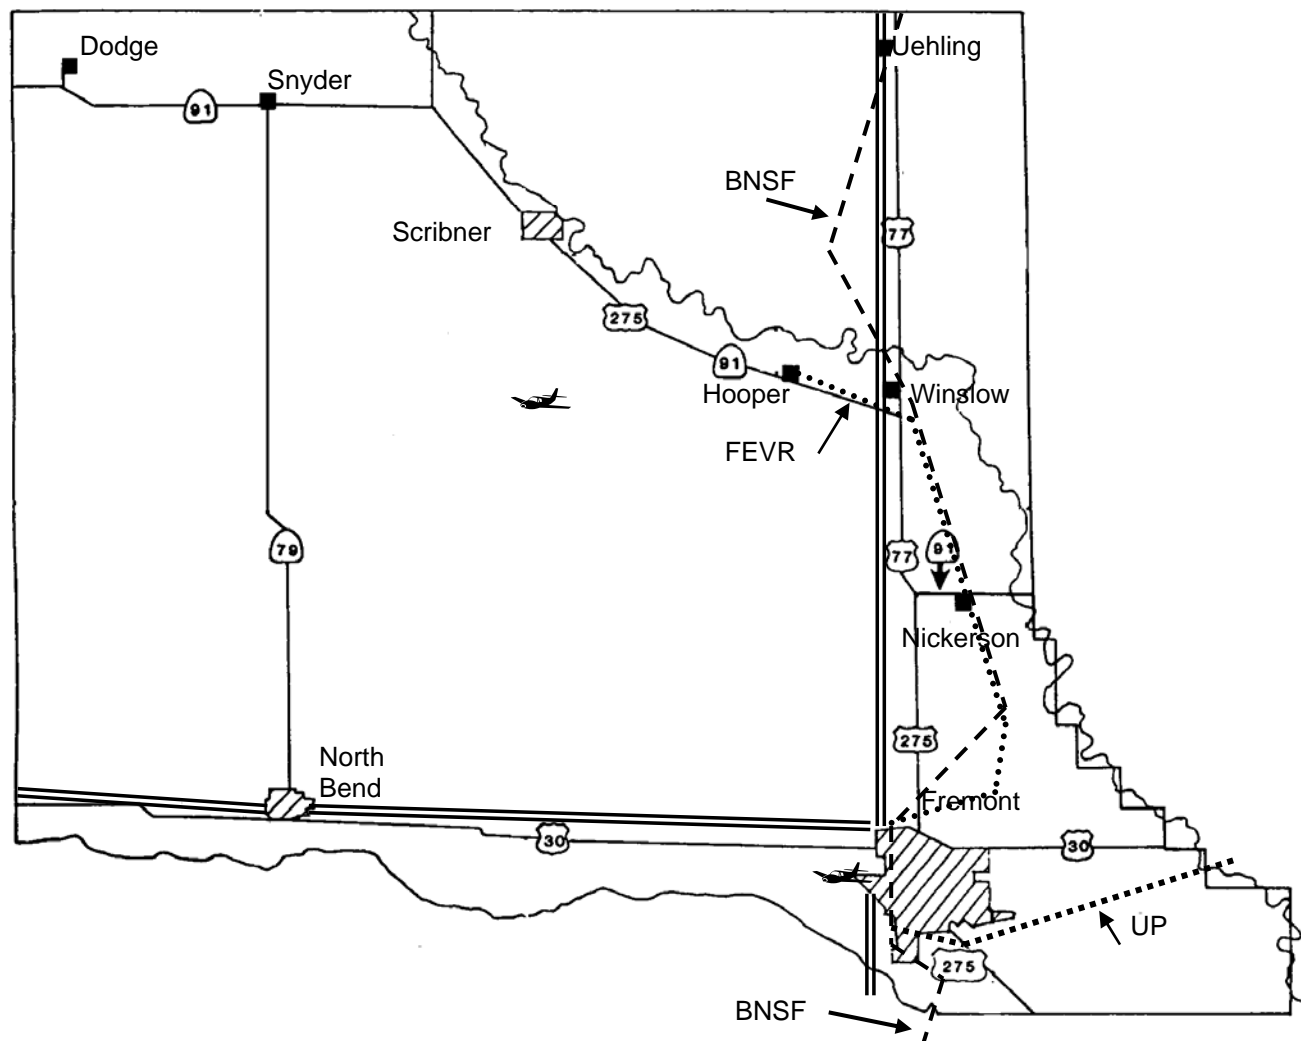 Dodge
Uehling
Snyder
91
BNSF
77
Scribner
275
91
Hooper
Winslow
FEVR
79
77
91
Nickerson
275
North
Bend
Fremont
30
30
UP
275
BNSF